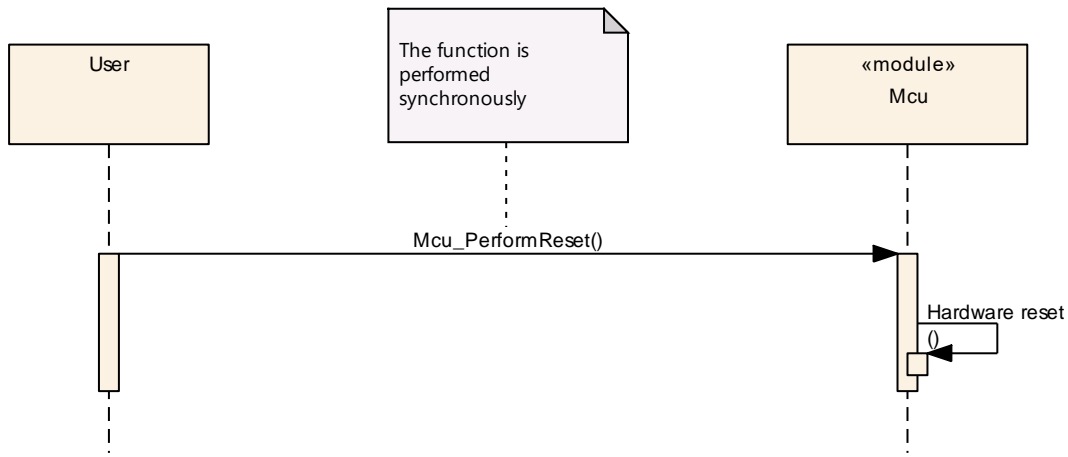 User
The function is
performed
synchronously
«module»
Mcu
Mcu_PerformReset()
Hardware reset
()